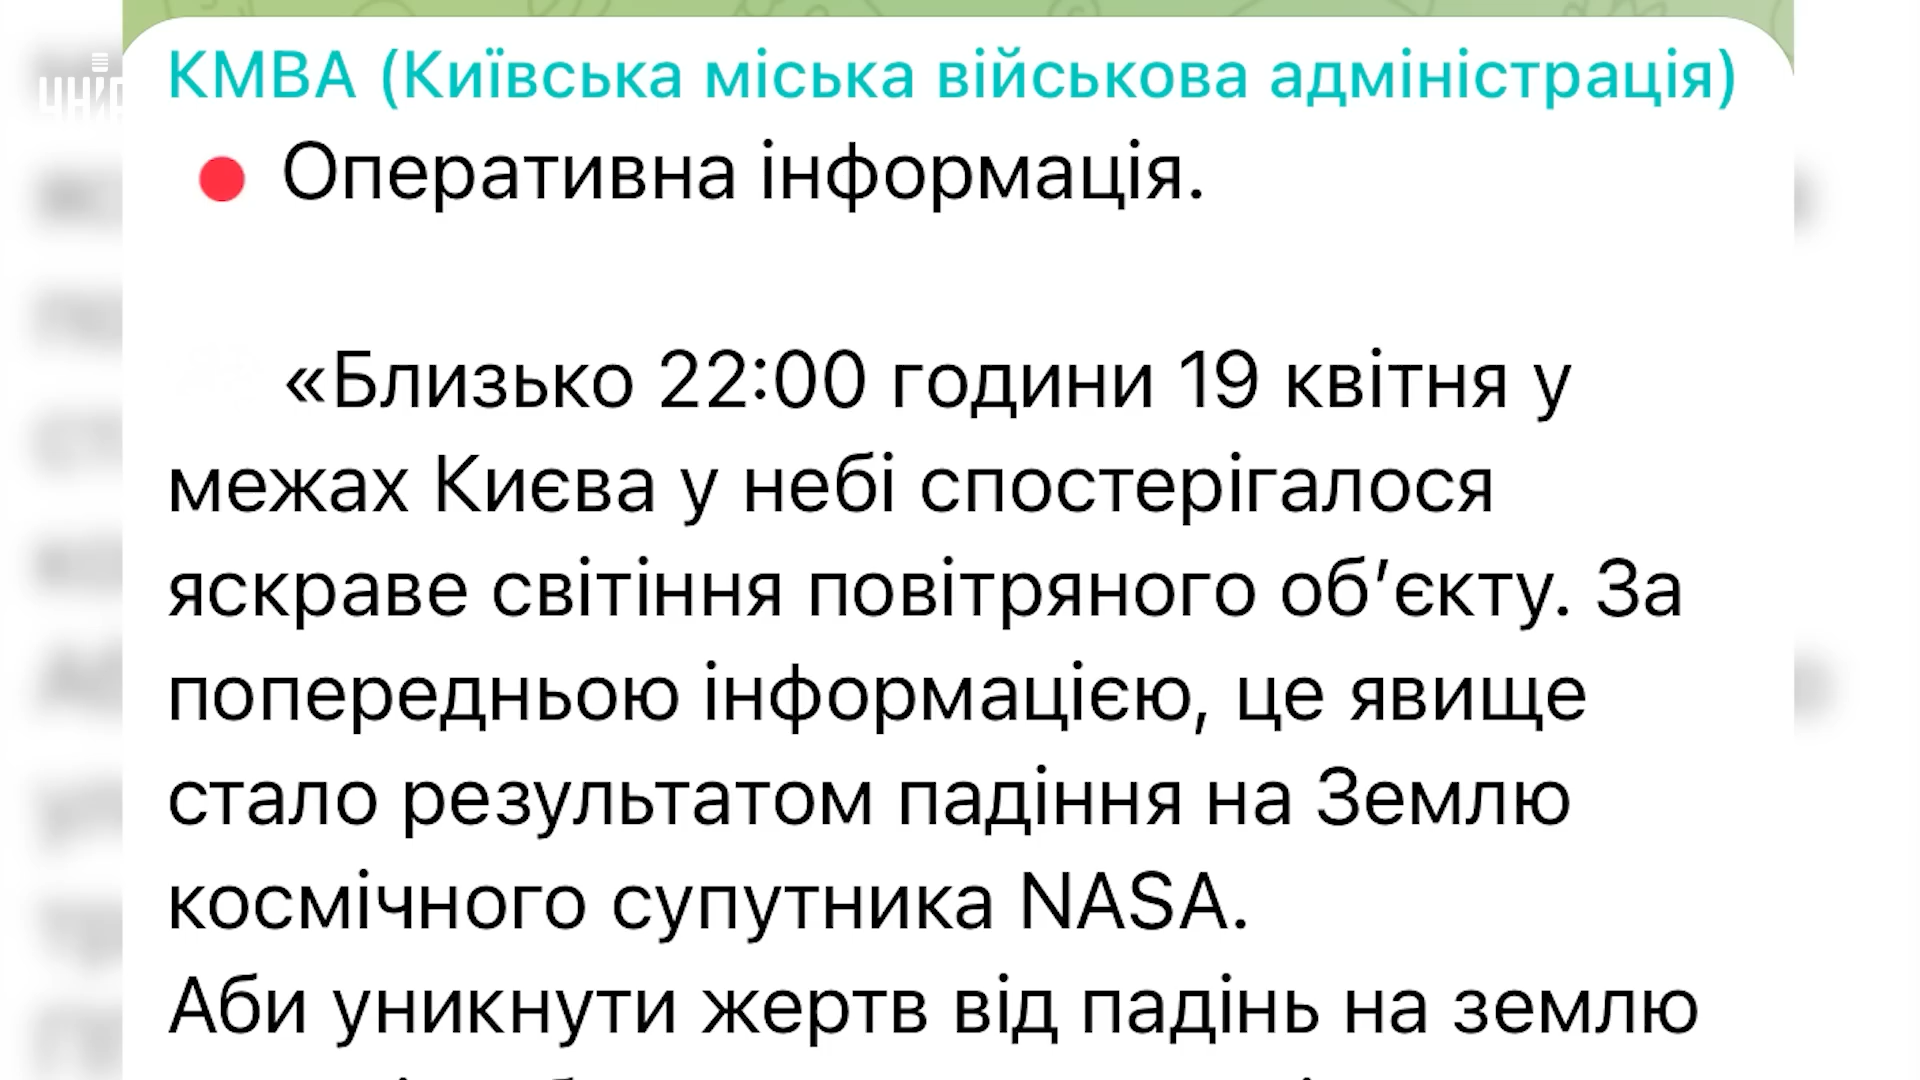 КМВА (Київська міська військова адміністрація)
Оперативна інформація.
«Близько 22:00 години 19 квітня у
межах Києва у небі спостерігалося
яскраве світіння повітряного об’єкту. За
попередньою інформацією, це явище
стало результатом падіння на Землю
космічного супутника NASA.
Аби уникнути жертв від падінь на землю